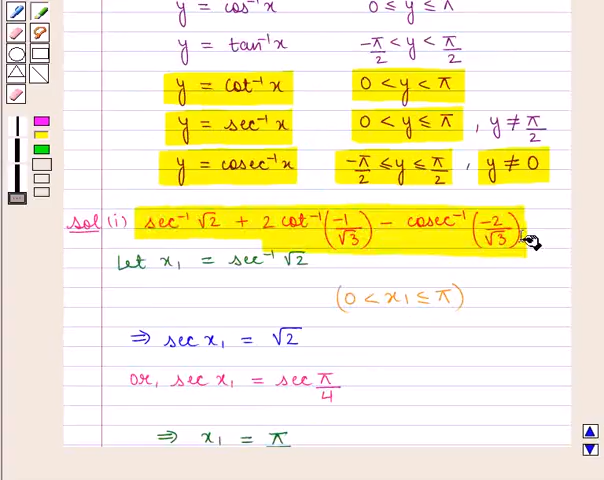 y = cos⁻¹x 0 ≤ y ≤ π
y = tan⁻¹x -π/2 < y < π/2
y = cot⁻¹x 0 < y < π
y = sec⁻¹x 0 < y ≤ π , y ≠ π/2
y = cosec⁻¹x -π/2 ≤ y ≤ π/2 , y ≠ 0
sol (i) sec⁻¹ √2 + 2 cot⁻¹(-1/√3) - cosec⁻¹(-2/√3)
Let x₁ = sec⁻¹ √2
(0 < x₁ ≤ π)
⇒ sec x₁ = √2
or, sec x₁ = sec π/4
⇒ x₁ = π